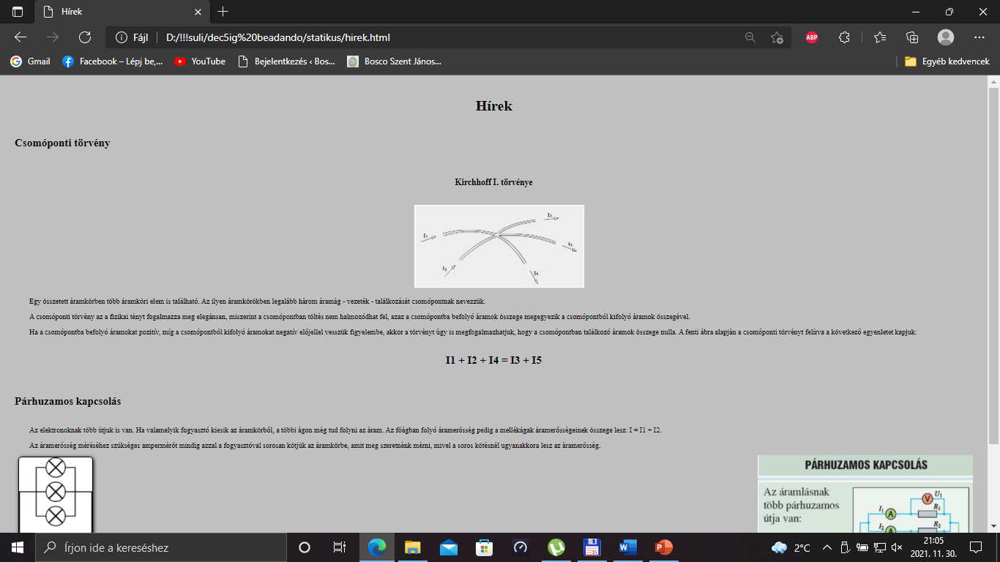 Hírek
Fájl D:/!!!suli/dec5ig%20beadando/statikus/hirek.html
ABP
Gmail Facebook – Lépj be,... YouTube Bejelentkezés ‹ Bos... Bosco Szent János... Egyéb kedvencek
Hírek
Csomóponti törvény
Kirchhoff I. törvénye
Egy összetett áramkörben több áramköri elem is található. Az ilyen áramkörökben legalább három áramág - vezeték - találkozását csomópontnak nevezzük.
A csomóponti törvény az a fizikai tényt fogalmazza meg elegánsan, miszerint a csomópontban töltés nem halmozódhat fel, azaz a csomópontba befolyó áramok összege megegyezik a csomópontból kifolyó áramok összegével.
Ha a csomópontba befolyó áramokat pozitív, míg a csomópontból kifolyó áramokat negatív előjellel vesszük figyelembe, akkor a törvényt úgy is megfogalmazhatjuk, hogy a csomópontban találkozó áramok összege nulla. A fenti ábra alapján a csomóponti törvényt felírva a következő egyenletet kapjuk:
I1 + I2 + I4 = I3 + I5
Párhuzamos kapcsolás
Az elektronoknak több útjuk is van. Ha valamelyik fogyasztó kiesik az áramkörből, a többi ágon még tud folyni az áram. Az főágban folyó áramerősség pedig a mellékágak áramerősségeinek összege lesz: I = I1 + I2.
Az áramerősség méréséhez szükséges ampermérőt mindig azzal a fogyasztóval sorosan kötjük az áramkörbe, amit meg szeretnénk mérni, mivel a soros kötésnél ugyanakkora lesz az áramerősség.
PÁRHUZAMOS KAPCSOLÁS
Az áramlásnak
több párhuzamos
útja van:
V U1
I1 A R1
I2 A R2
Írjon ide a kereséshez
2°C
21:05
2021. 11. 30.